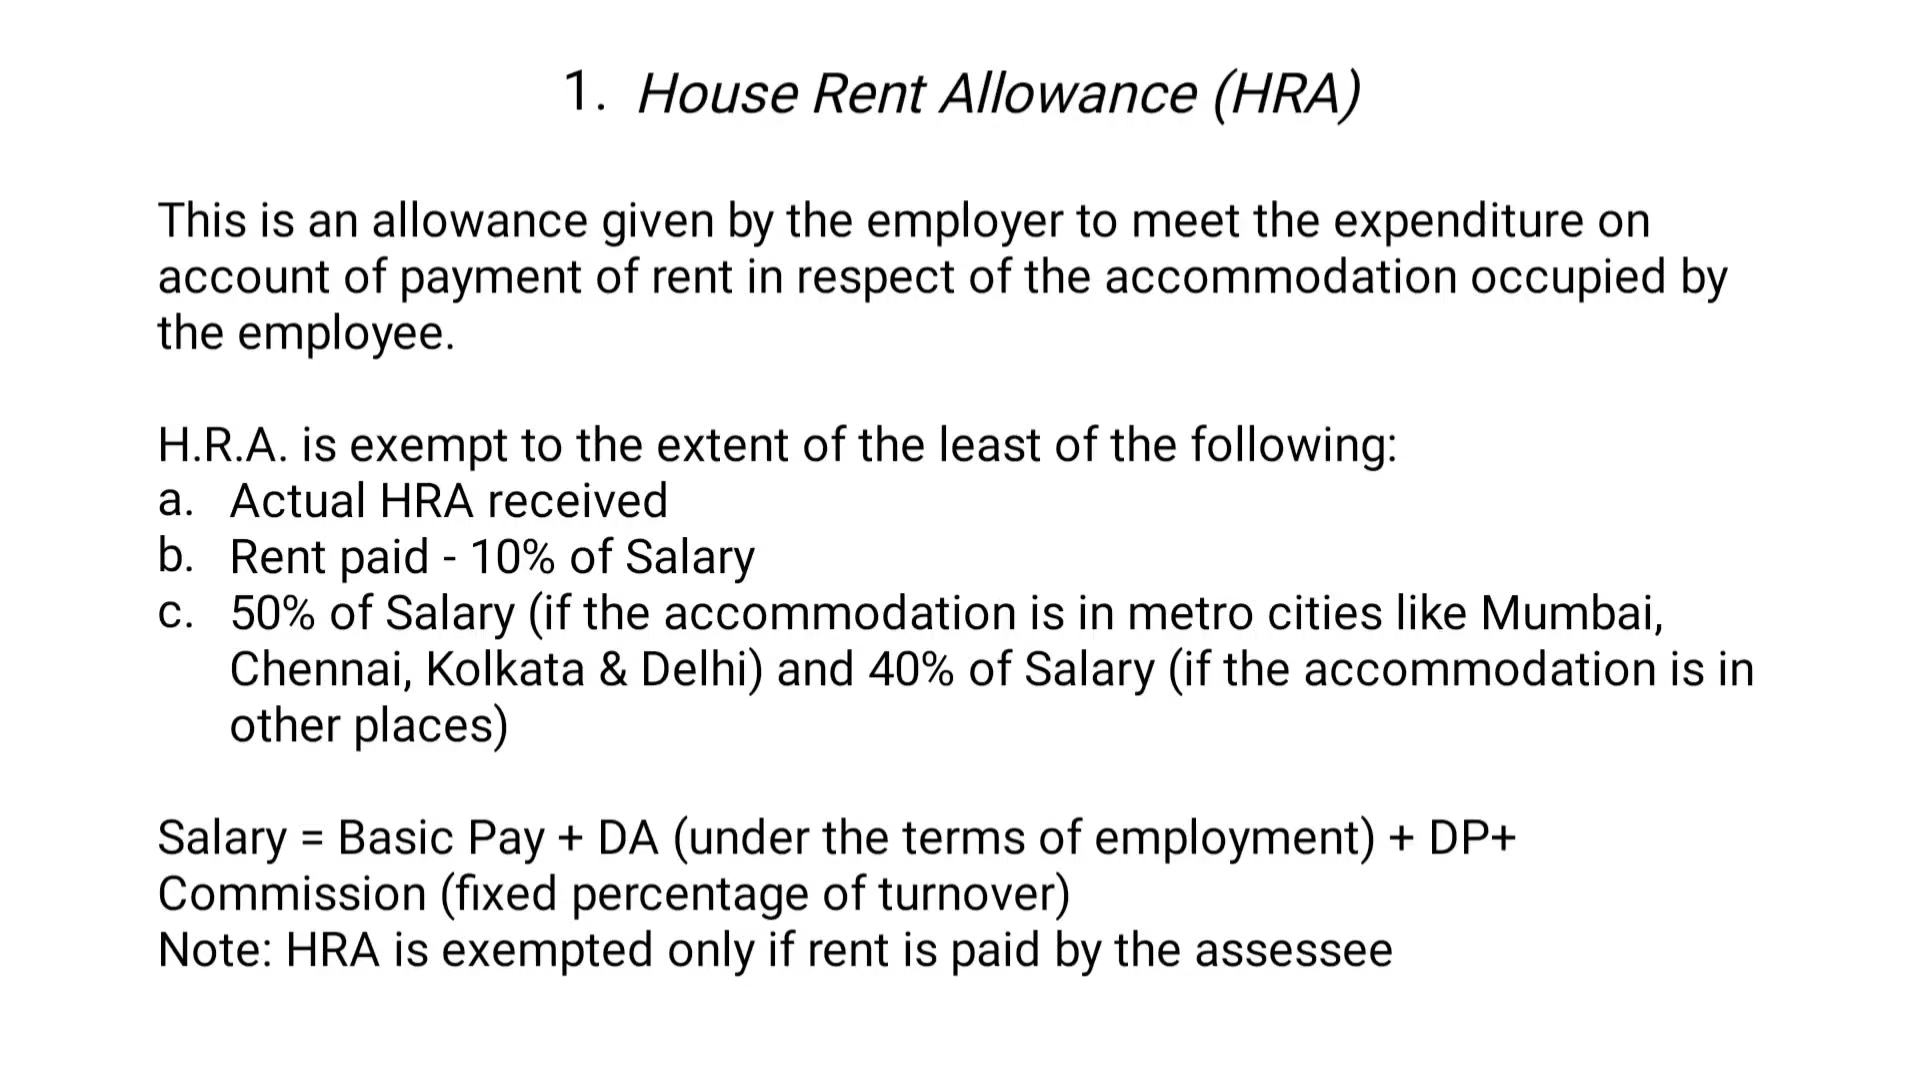 1. House Rent Allowance (HRA)
This is an allowance given by the employer to meet the expenditure on
account of payment of rent in respect of the accommodation occupied by
the employee.
H.R.A. is exempt to the extent of the least of the following:
a. Actual HRA received
b. Rent paid - 10% of Salary
c. 50% of Salary (if the accommodation is in metro cities like Mumbai,
Chennai, Kolkata & Delhi) and 40% of Salary (if the accommodation is in
other places)
Salary = Basic Pay + DA (under the terms of employment) + DP+
Commission (fixed percentage of turnover)
Note: HRA is exempted only if rent is paid by the assessee